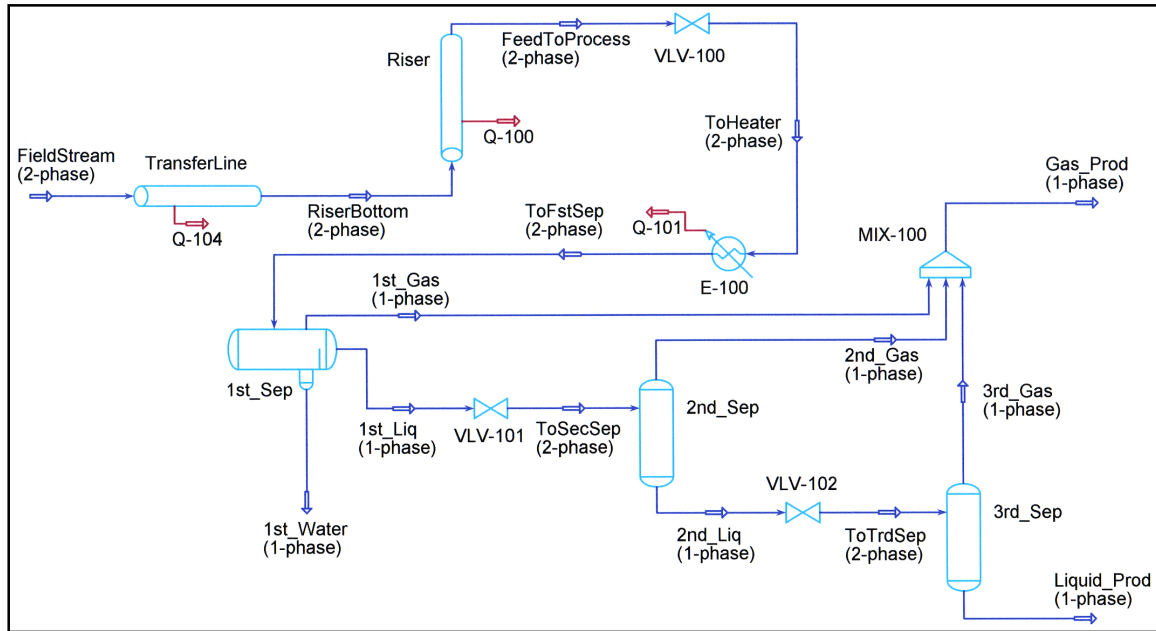 FeedToProcess
(2-phase)
VLV-100
Riser
Q-100
ToHeater
(2-phase)
FieldStream
(2-phase)
TransferLine
Gas_Prod
(1-phase)
RiserBottom
(2-phase)
Q-104
ToFstSep
(2-phase)
Q-101
MIX-100
E-100
1st_Gas
(1-phase)
2nd_Gas
(1-phase)
1st_Sep
3rd_Gas
(1-phase)
2nd_Sep
1st_Liq
(1-phase)
VLV-101
ToSecSep
(2-phase)
VLV-102
3rd_Sep
1st_Water
(1-phase)
2nd_Liq
(1-phase)
ToTrdSep
(2-phase)
Liquid_Prod
(1-phase)